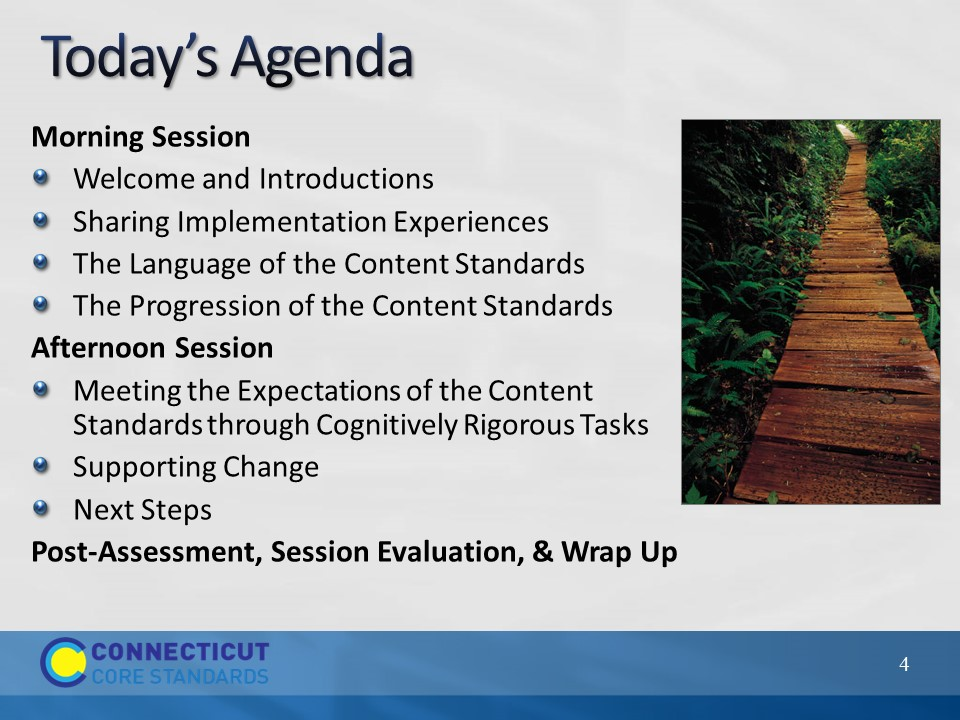 Today's Agenda
Morning Session
Welcome and Introductions
Sharing Implementation Experiences
The Language of the Content Standards
The Progression of the Content Standards
Afternoon Session
Meeting the Expectations of the Content
Standards through Cognitively Rigorous Tasks
Supporting Change
Next Steps
Post-Assessment, Session Evaluation, & Wrap Up
CONNECTICUT
CORE STANDARDS
4